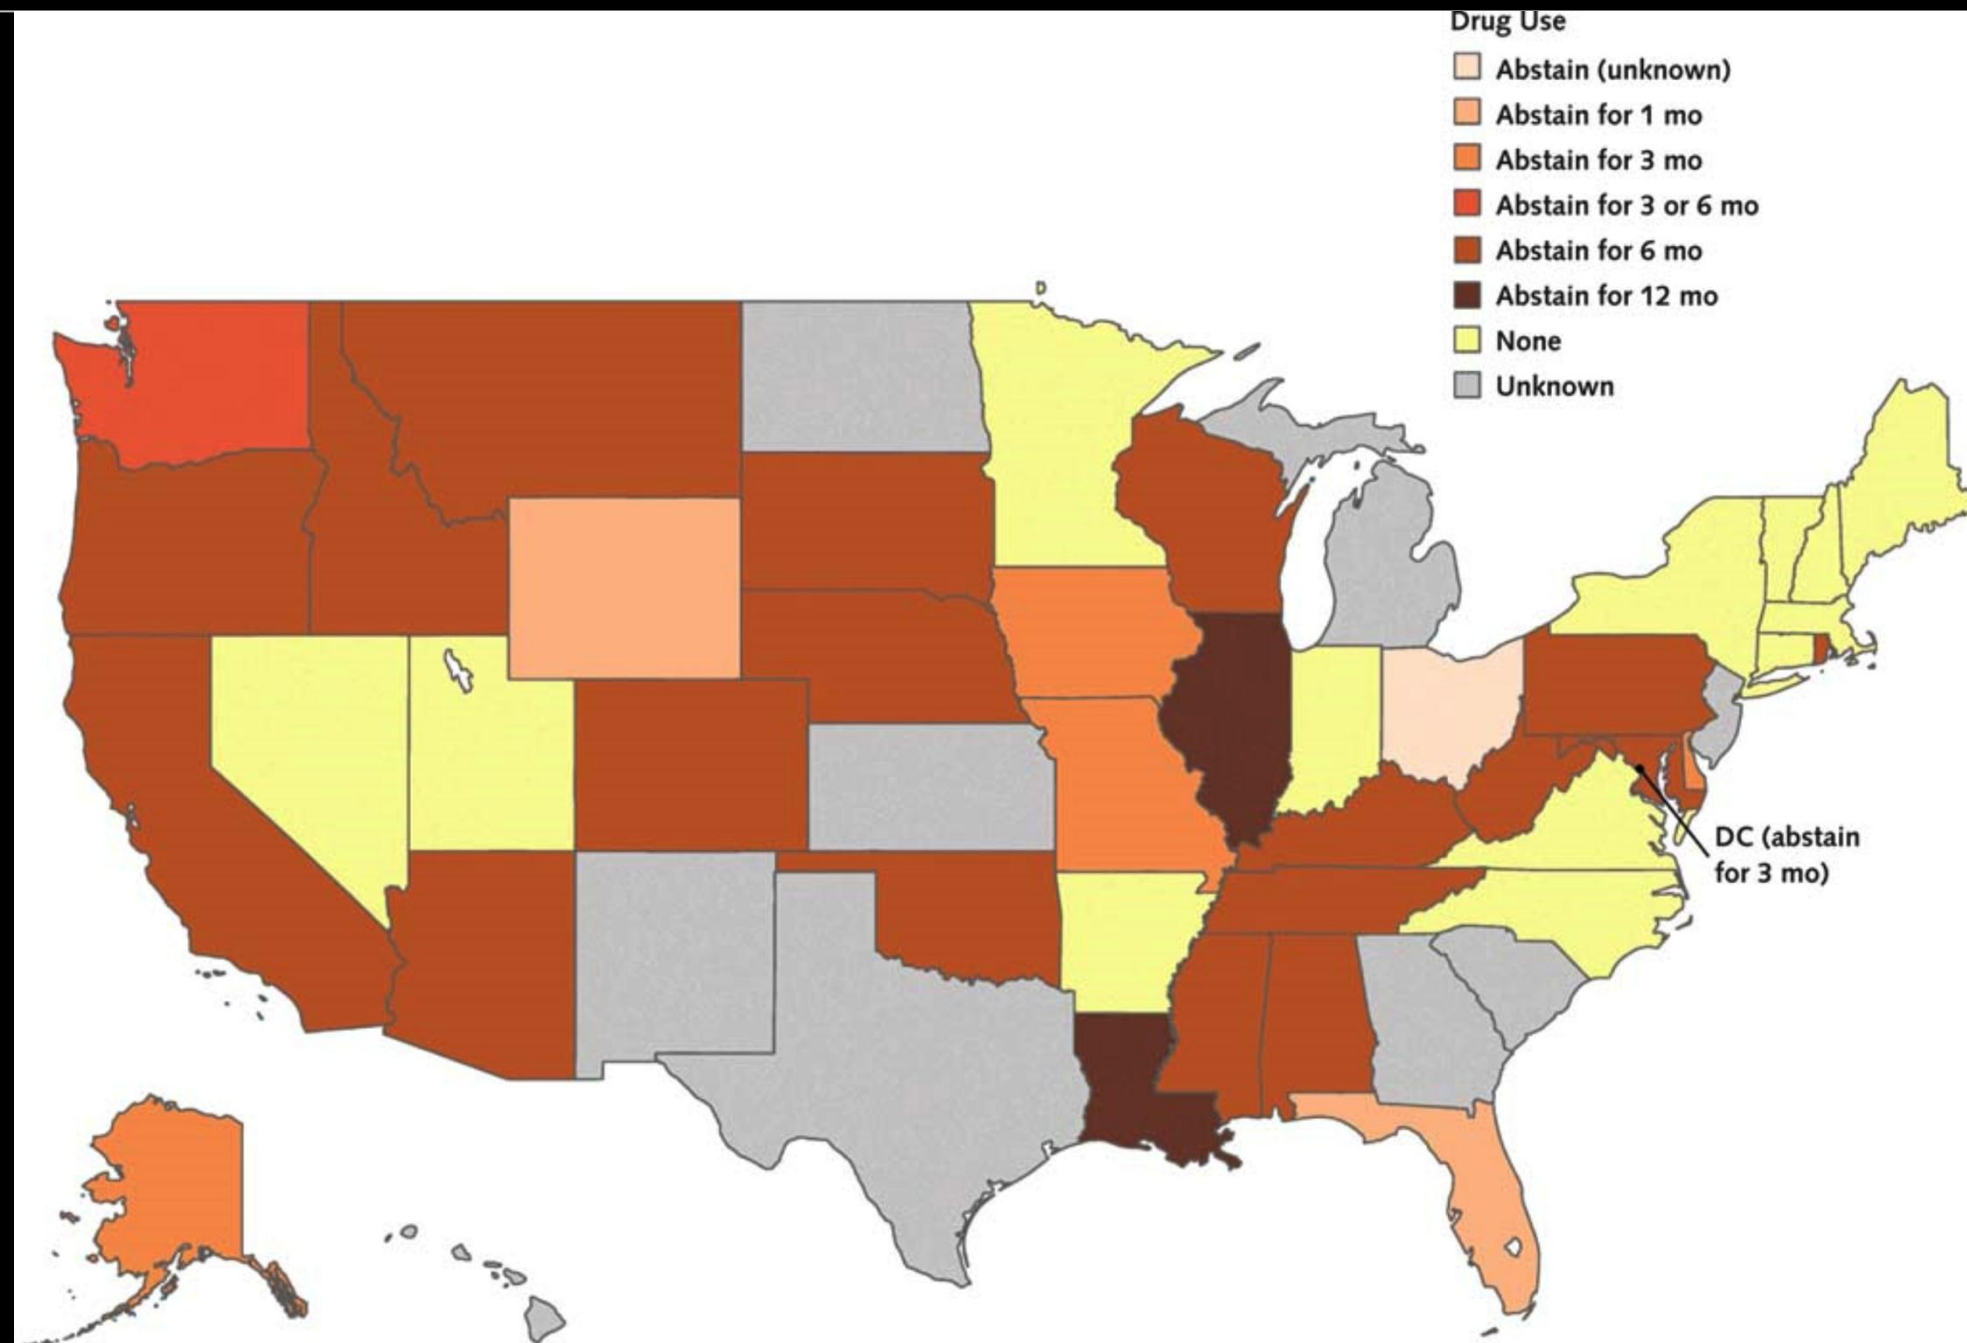 Drug Use
Abstain (unknown)
Abstain for 1 mo
Abstain for 3 mo
Abstain for 3 or 6 mo
Abstain for 6 mo
Abstain for 12 mo
None
Unknown
DC (abstain
for 3 mo)